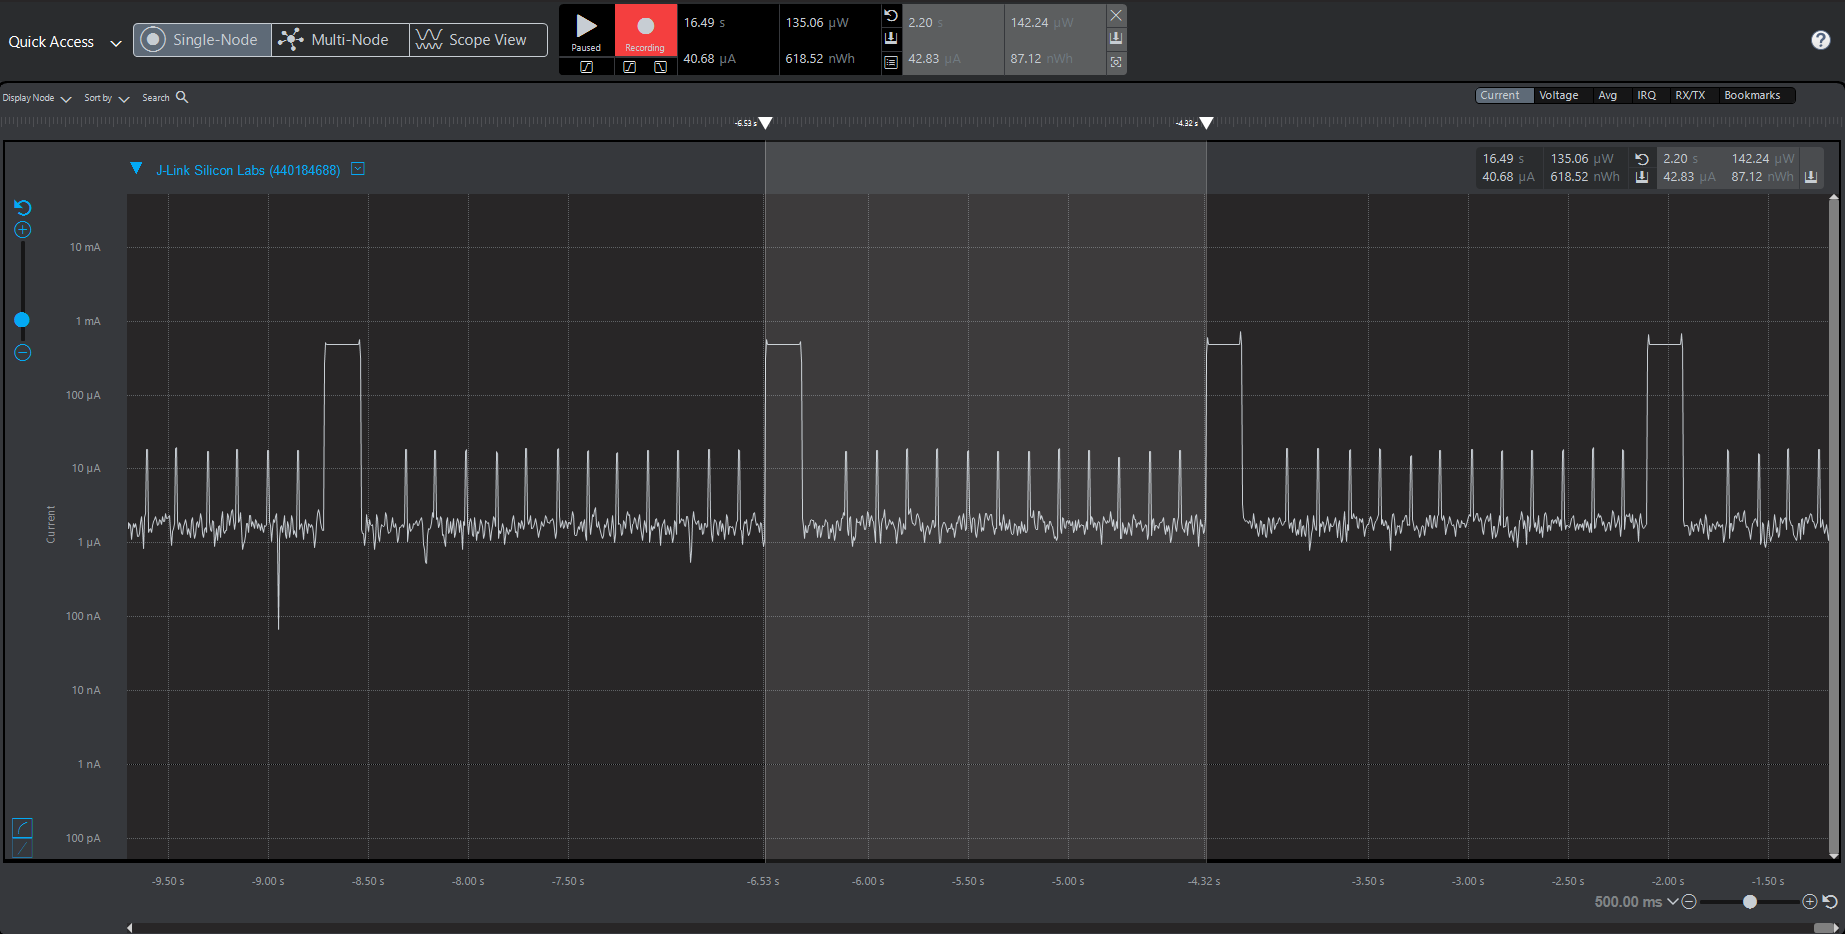 Quick Access
Single-Node
Multi-Node
Scope View
Paused
Recording
16.49 s
135.06 µW
40.68 µA
618.52 nWh
2.20 s
142.24 µW
42.83 µA
87.12 nWh
Display Node
Sort by
Search
Current
Voltage
Avg
IRQ
RX/TX
Bookmarks
-6.53 s
-4.32 s
J-Link Silicon Labs (440184688)
16.49 s 135.06 µW
40.68 µA 618.52 nWh
2.20 s 142.24 µW
42.83 µA 87.12 nWh
10 mA
1 mA
100 µA
10 µA
1 µA
100 nA
10 nA
1 nA
100 pA
Current
-9.50 s -9.00 s -8.50 s -8.00 s -7.50 s -6.53 s -6.00 s -5.50 s -5.00 s -4.32 s -3.50 s -3.00 s -2.50 s -2.00 s -1.50 s
500.00 ms